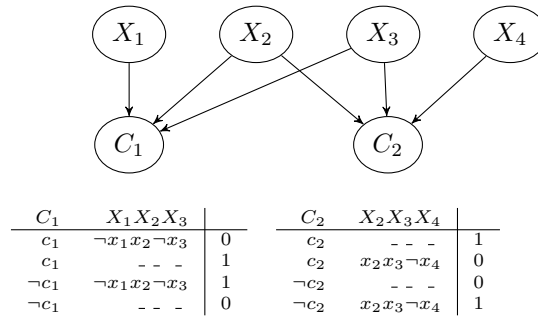 X₁ X₂ X₃ X₄
C₁ C₂
C₁ X₁X₂X₃ C₂ X₂X₃X₄
c₁ ¬x₁x₂¬x₃ 0 c₂ _ _ _ 1
c₁ _ _ _ 1 c₂ x₂x₃¬x₄ 0
¬c₁ ¬x₁x₂¬x₃ 1 ¬c₂ _ _ _ 0
¬c₁ _ _ _ 0 ¬c₂ x₂x₃¬x₄ 1